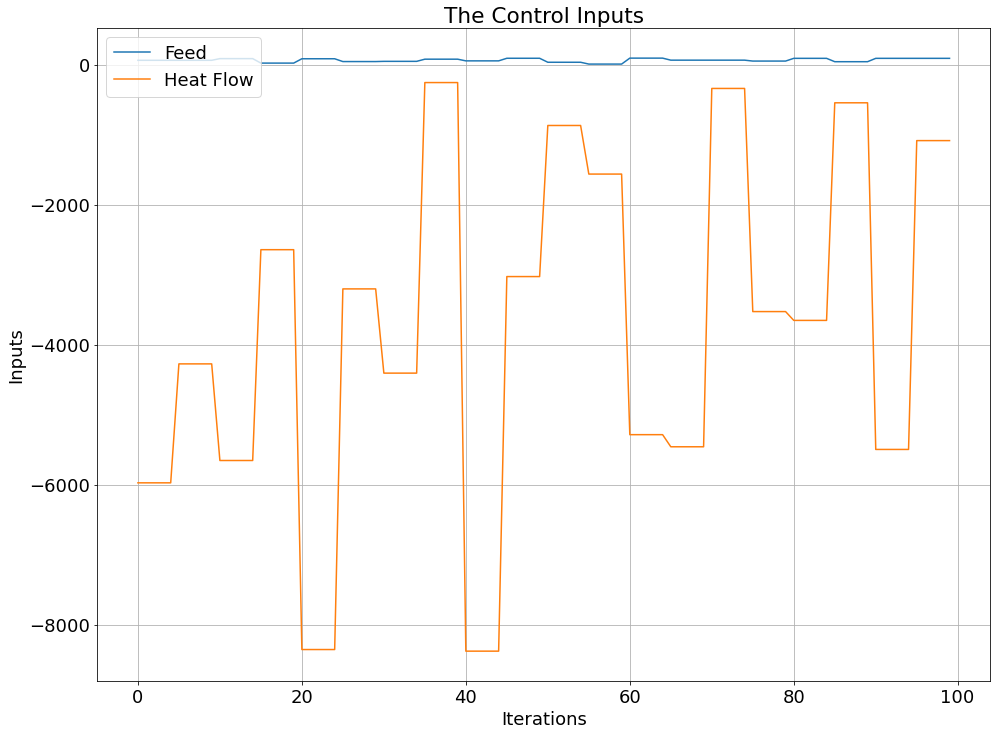 The Control Inputs
Feed
Heat Flow
0
−2000
−4000
−6000
−8000
Inputs
0 20 40 60 80 100
Iterations